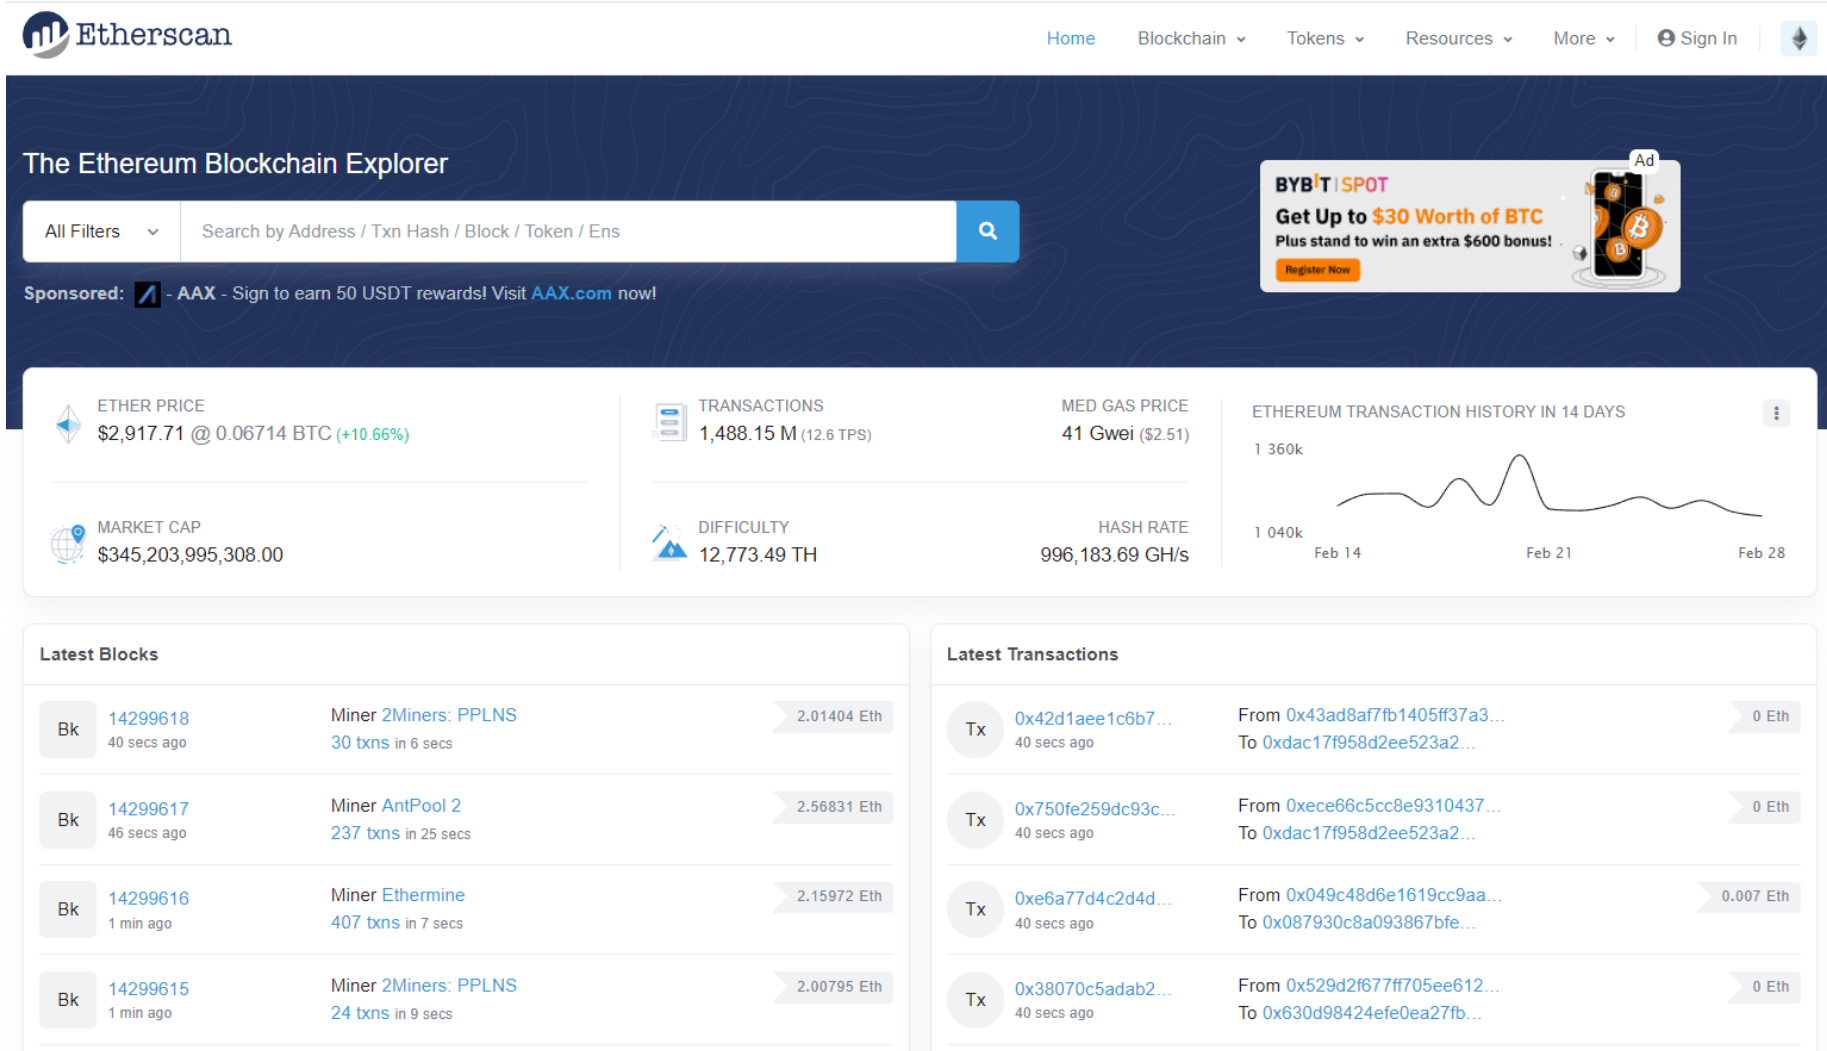 Etherscan
Home Blockchain Tokens Resources More Sign In
The Ethereum Blockchain Explorer
All Filters Search by Address / Txn Hash / Block / Token / Ens
Sponsored: - AAX - Sign to earn 50 USDT rewards! Visit AAX.com now!
Ad
BYBIT | SPOT
Get Up to $30 Worth of BTC
Plus stand to win an extra $600 bonus!
Register Now
ETHER PRICE
$2,917.71 @ 0.06714 BTC (+10.66%)
MARKET CAP
$345,203,995,308.00
TRANSACTIONS
1,488.15 M (12.6 TPS)
MED GAS PRICE
41 Gwei ($2.51)
DIFFICULTY
12,773.49 TH
HASH RATE
996,183.69 GH/s
ETHEREUM TRANSACTION HISTORY IN 14 DAYS
1 360k
1 040k
Feb 14 Feb 21 Feb 28
Latest Blocks
Bk
14299618
40 secs ago
Miner 2Miners: PPLNS
30 txns in 6 secs
2.01404 Eth
Bk
14299617
46 secs ago
Miner AntPool 2
237 txns in 25 secs
2.56831 Eth
Bk
14299616
1 min ago
Miner Ethermine
407 txns in 7 secs
2.15972 Eth
Bk
14299615
1 min ago
Miner 2Miners: PPLNS
24 txns in 9 secs
2.00795 Eth
Latest Transactions
Tx
0x42d1aee1c6b7...
40 secs ago
From 0x43ad8af7fb1405ff37a3...
To 0xdac17f958d2ee523a2...
0 Eth
Tx
0x750fe259dc93c...
40 secs ago
From 0xece66c5cc8e9310437...
To 0xdac17f958d2ee523a2...
0 Eth
Tx
0xe6a77d4c2d4d...
40 secs ago
From 0x049c48d6e1619cc9aa...
To 0x087930c8a093867bfe...
0.007 Eth
Tx
0x38070c5adab2...
40 secs ago
From 0x529d2f677ff705ee612...
To 0x630d98424efe0ea27fb...
0 Eth